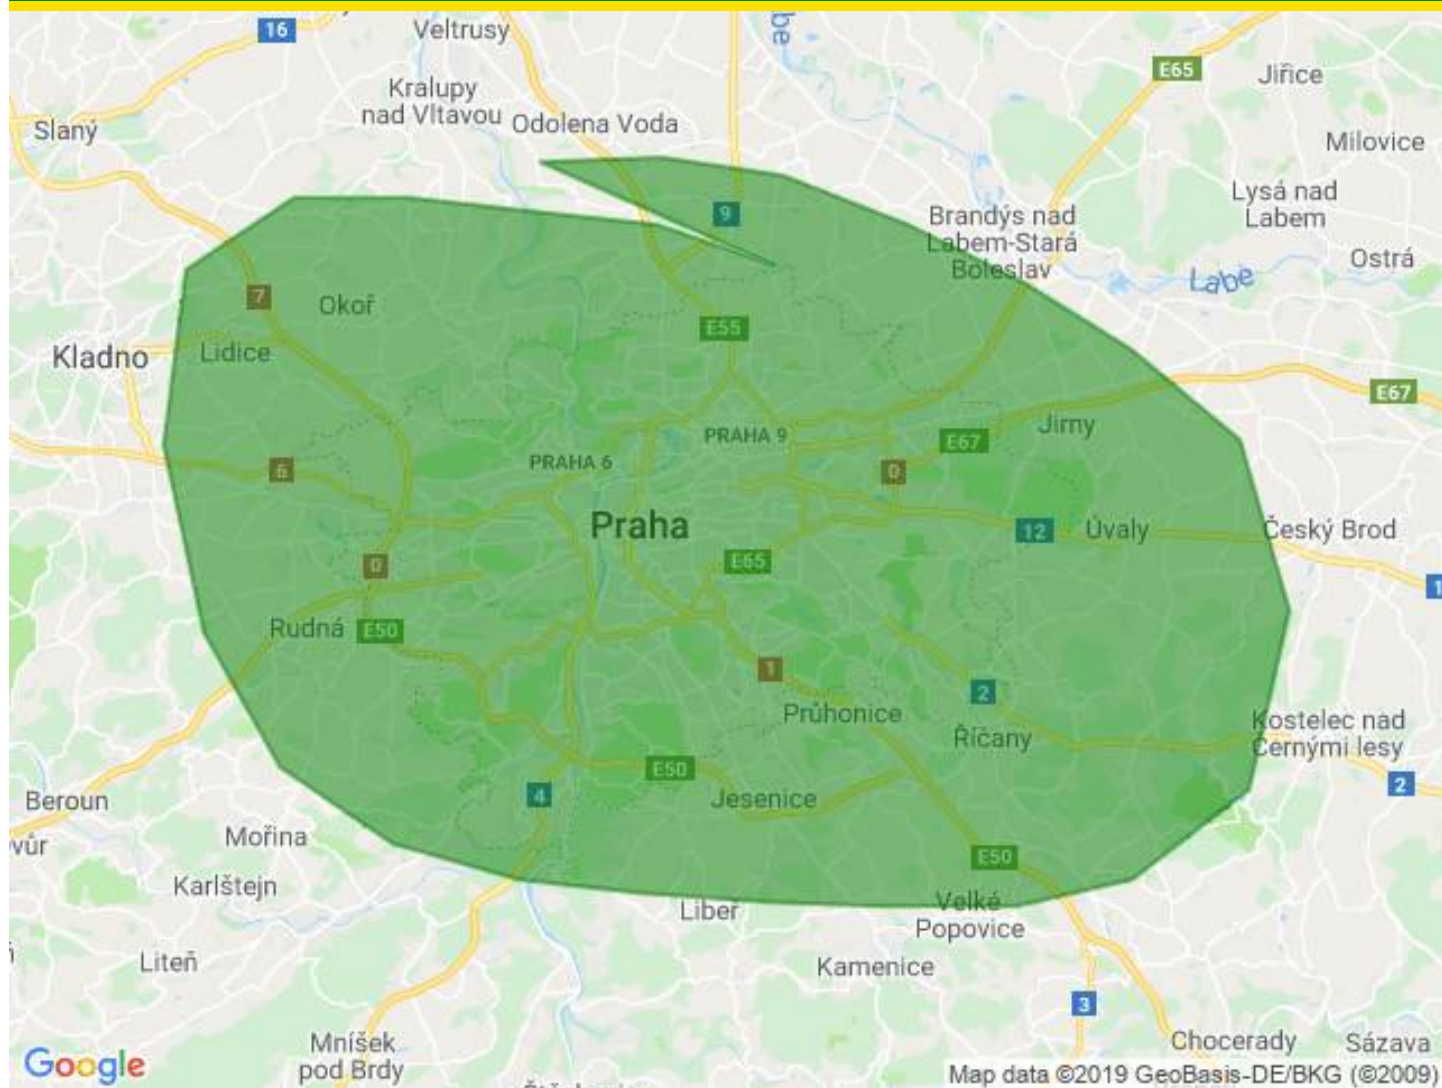 16
Veltrusy
E65
Jiřice
Kralupy
nad Vltavou
Odolena Voda
Slaný
Milovice
Lysá nad
Labem
9
Brandýs nad
Labem-Stará
Boleslav
Ostrá
Labe
7
Okoř
E55
Kladno
Lidice
E67
Jirny
PRAHA 9
E67
PRAHA 6
6
0
Praha
12
Úvaly
Český Brod
E65
0
1
Rudná
E50
1
2
Průhonice
Říčany
Kostelec nad
Černými lesy
E50
4
Jesenice
2
Beroun
Mořina
vůr
E50
Karlštejn
Libeř
Velké
Popovice
Liteň
Kamenice
3
Mníšek
pod Brdy
Chocerady
Sázava
Google
Map data ©2019 GeoBasis-DE/BKG (©2009)